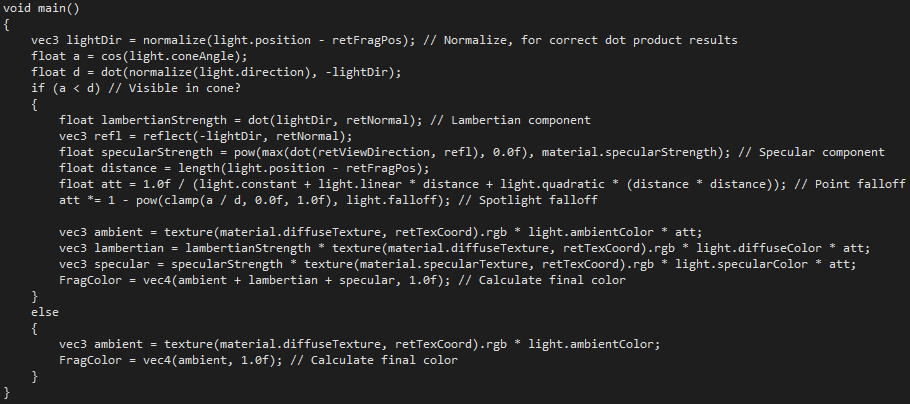 void main()
{
    vec3 lightDir = normalize(light.position - retFragPos); // Normalize, for correct dot product results
    float a = cos(light.coneAngle);
    float d = dot(normalize(light.direction), -lightDir);
    if (a < d) // Visible in cone?
    {
        float lambertianStrength = dot(lightDir, retNormal); // Lambertian component
        vec3 refl = reflect(-lightDir, retNormal);
        float specularStrength = pow(max(dot(retViewDirection, refl), 0.0f), material.specularStrength); // Specular component
        float distance = length(light.position - retFragPos);
        float att = 1.0f / (light.constant + light.linear * distance + light.quadratic * (distance * distance)); // Point falloff
        att *= 1 - pow(clamp(a / d, 0.0f, 1.0f), light.falloff); // Spotlight falloff

        vec3 ambient = texture(material.diffuseTexture, retTexCoord).rgb * light.ambientColor * att;
        vec3 lambertian = lambertianStrength * texture(material.diffuseTexture, retTexCoord).rgb * light.diffuseColor * att;
        vec3 specular = specularStrength * texture(material.specularTexture, retTexCoord).rgb * light.specularColor * att;
        FragColor = vec4(ambient + lambertian + specular, 1.0f); // Calculate final color
    }
    else
    {
        vec3 ambient = texture(material.diffuseTexture, retTexCoord).rgb * light.ambientColor;
        FragColor = vec4(ambient, 1.0f); // Calculate final color
    }
}